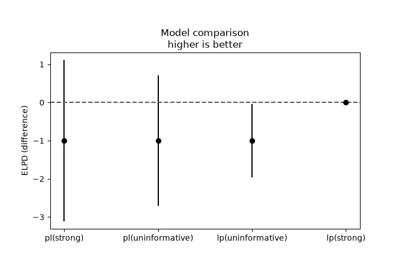 Model comparison
higher is better
ELPD (difference)
1
0
−1
−2
−3
pl(strong)
pl(uninformative)
lp(uninformative)
lp(strong)